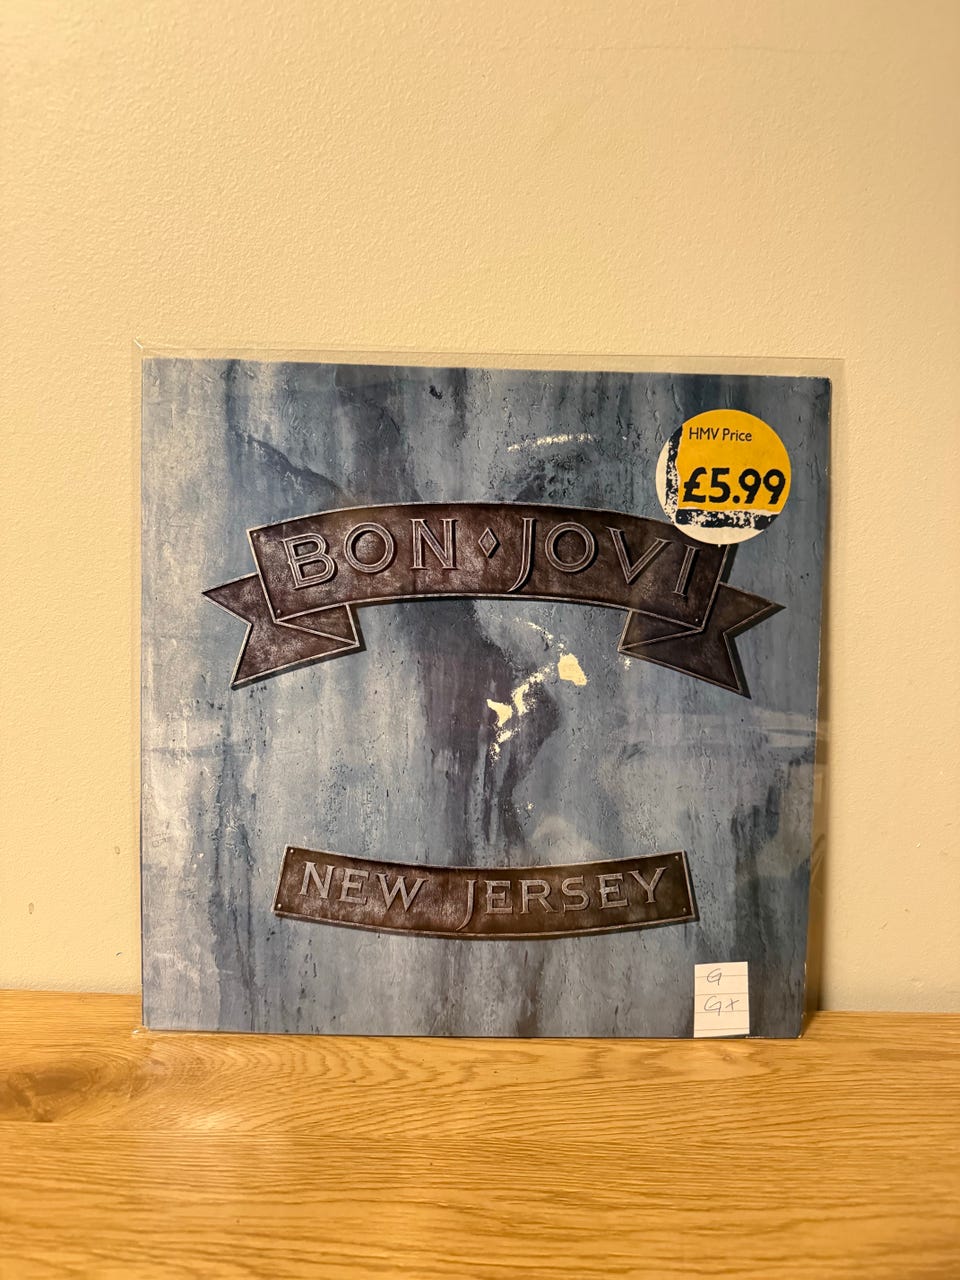 HMV Price
£5.99
BON♦JOVI
NEW JERSEY
G
G+